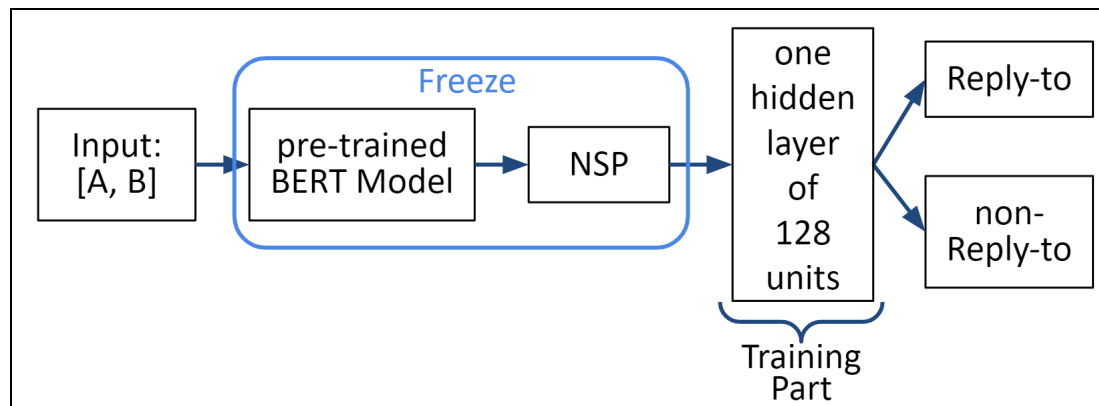 Freeze
Input:
[A, B]
pre-trained
BERT Model
NSP
one
hidden
layer
of
128
units
Reply-to
non-
Reply-to
Training
Part